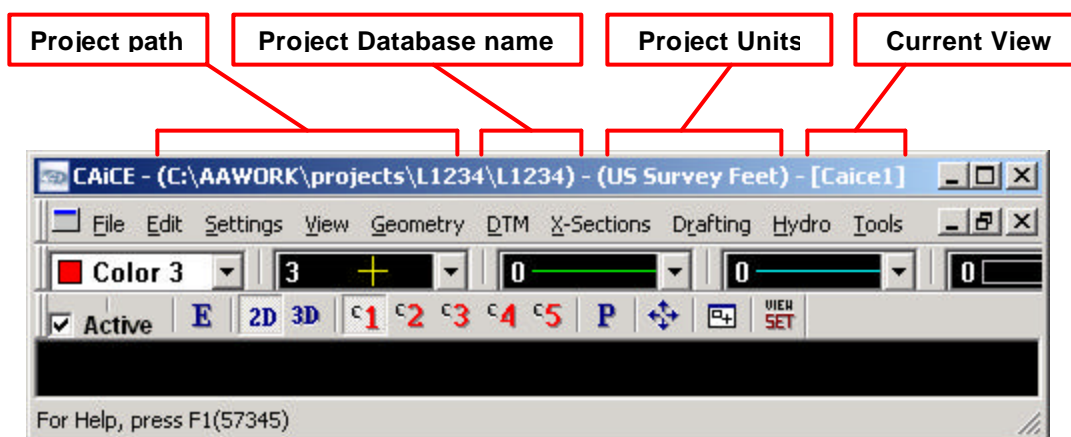 Project path Project Database name Project Units Current View
CAiCE - (C:\AAWORK\projects\L1234\L1234) - (US Survey Feet) - [Caice1]
File Edit Settings View Geometry DTM X-Sections Drafting Hydro Tools
Color 3 3 0 0 0
Active E 2D 3D C1 C2 C3 C4 C5 P VIEW SET
For Help, press F1(57345)